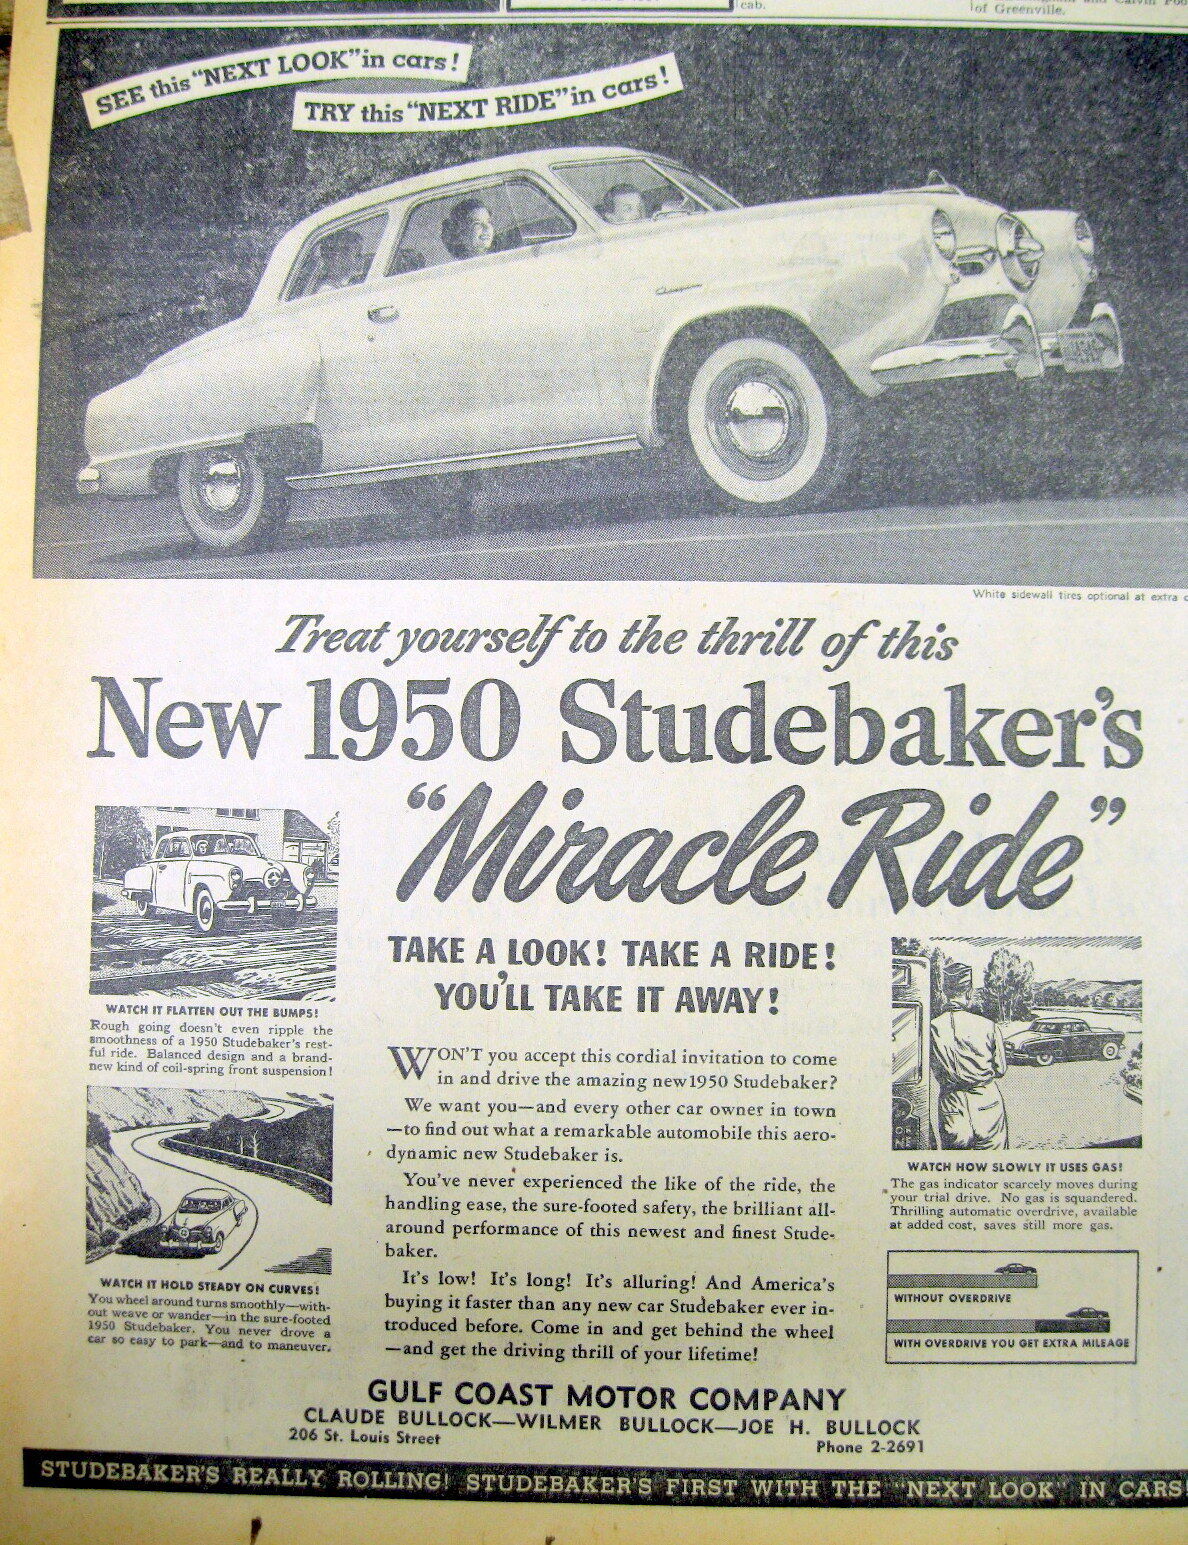 cab.
of Greenville.
SEE this "NEXT LOOK" in cars!
TRY this "NEXT RIDE" in cars!
Champion
White sidewall tires optional at extra
Treat yourself to the thrill of this
New 1950 Studebaker's
"Miracle Ride"
WATCH IT FLATTEN OUT THE BUMPS!
Rough going doesn't even ripple the
smoothness of a 1950 Studebaker's rest-
ful ride. Balanced design and a brand-
new kind of coil-spring front suspension!
WATCH IT HOLD STEADY ON CURVES!
You wheel around turns smoothly—with-
out weave or wander—in the sure-footed
1950 Studebaker. You never drove a
car so easy to park—and to maneuver.
TAKE A LOOK! TAKE A RIDE!
YOU'LL TAKE IT AWAY!
WON'T you accept this cordial invitation to come
in and drive the amazing new 1950 Studebaker?
We want you—and every other car owner in town
—to find out what a remarkable automobile this aero-
dynamic new Studebaker is.
You've never experienced the like of the ride, the
handling ease, the sure-footed safety, the brilliant all-
around performance of this newest and finest Stude-
baker.
It's low! It's long! It's alluring! And America's
buying it faster than any new car Studebaker ever in-
troduced before. Come in and get behind the wheel
—and get the driving thrill of your lifetime!
WATCH HOW SLOWLY IT USES GAS!
The gas indicator scarcely moves during
your trial drive. No gas is squandered.
Thrilling automatic overdrive, available
at added cost, saves still more gas.
WITHOUT OVERDRIVE
WITH OVERDRIVE YOU GET EXTRA MILEAGE
GULF COAST MOTOR COMPANY
CLAUDE BULLOCK—WILMER BULLOCK—JOE H. BULLOCK
206 St. Louis Street
Phone 2-2691
STUDEBAKER'S REALLY ROLLING! STUDEBAKER'S FIRST WITH THE "NEXT LOOK" IN CARS!